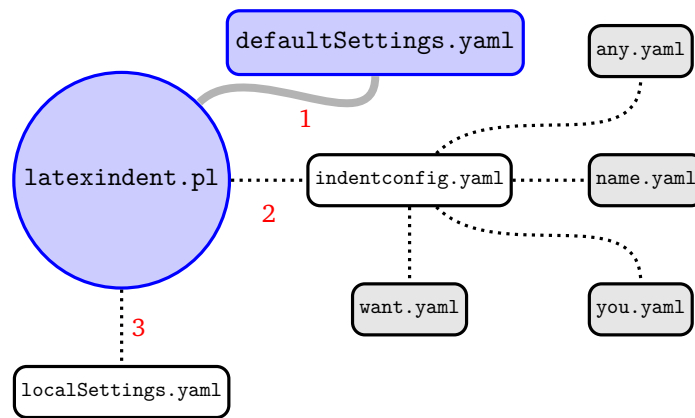 defaultSettings.yaml
any.yaml
1
latexindent.pl
indentconfig.yaml
name.yaml
2
want.yaml
you.yaml
3
localSettings.yaml